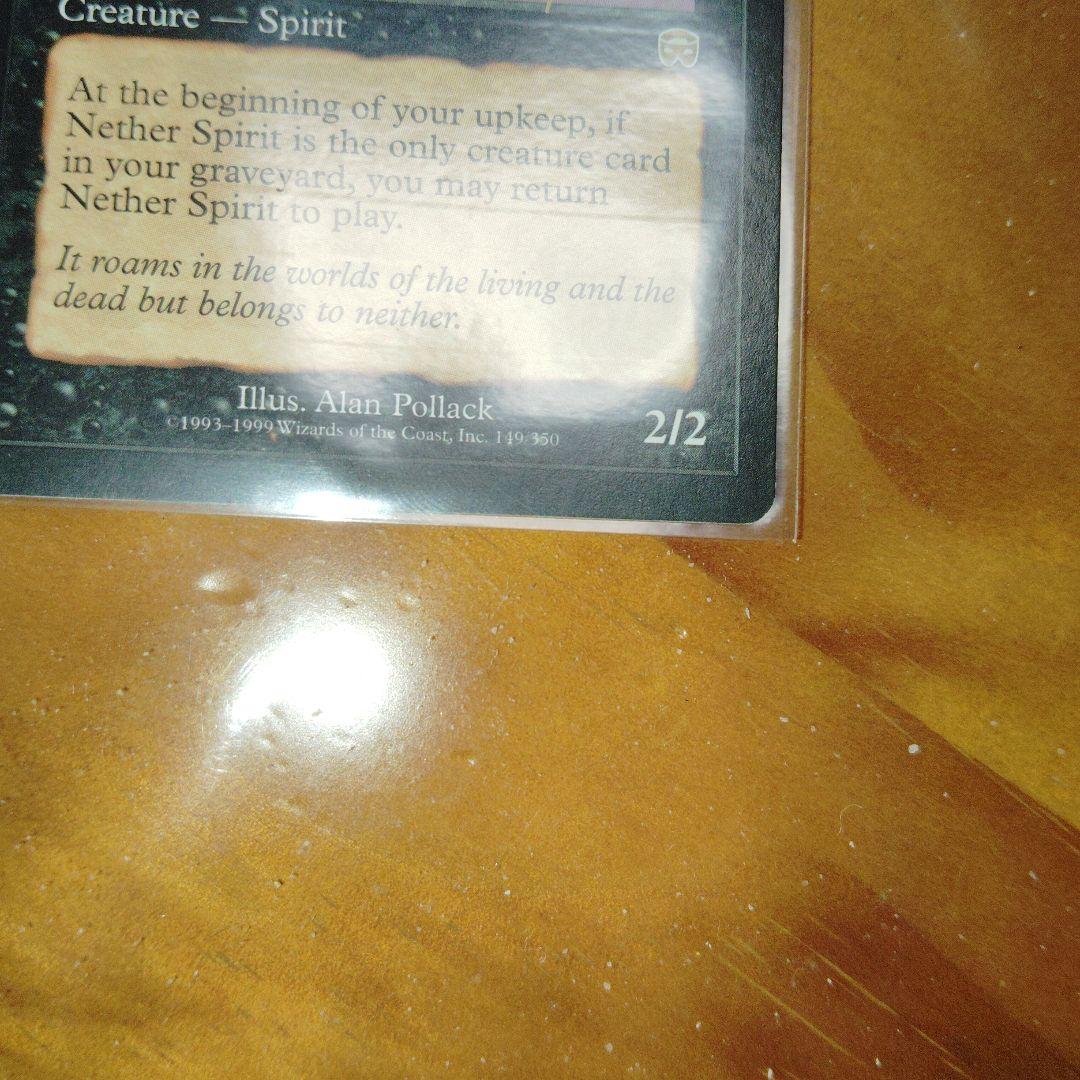 Creature — Spirit
At the beginning of your upkeep, if
Nether Spirit is the only creature card
in your graveyard, you may return
Nether Spirit to play.
It roams in the worlds of the living and the
dead but belongs to neither.
Illus. Alan Pollack
©1993–1999 Wizards of the Coast, Inc. 149/350
2/2